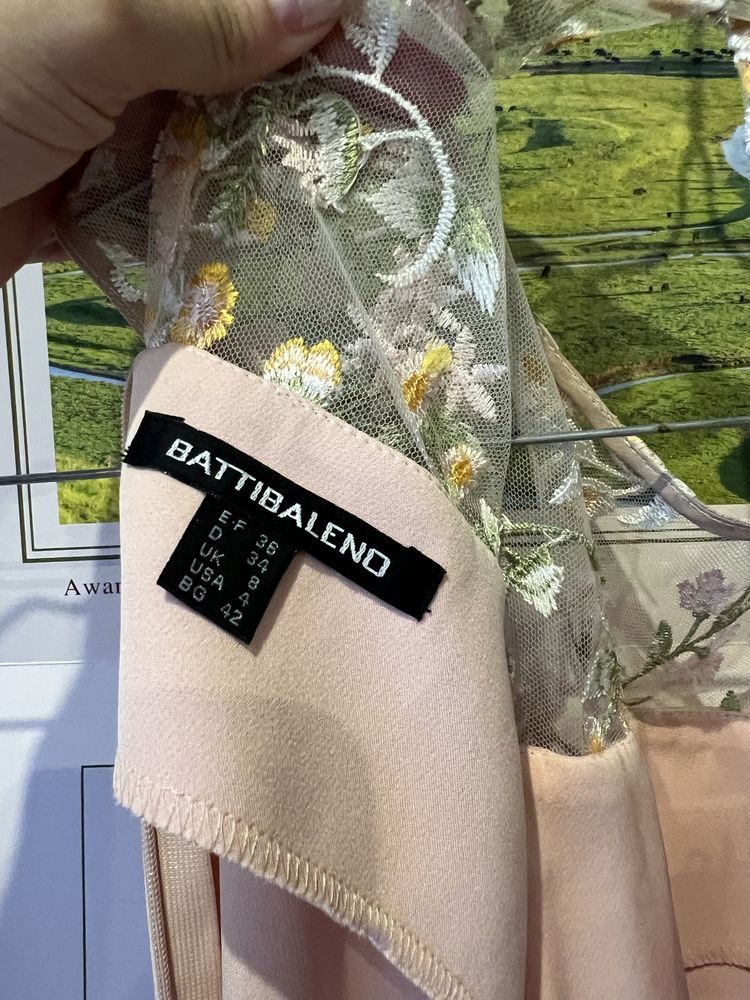 BATTIBALENO
E-F 36
D 34
UK 8
USA 4
BG 42
Awar